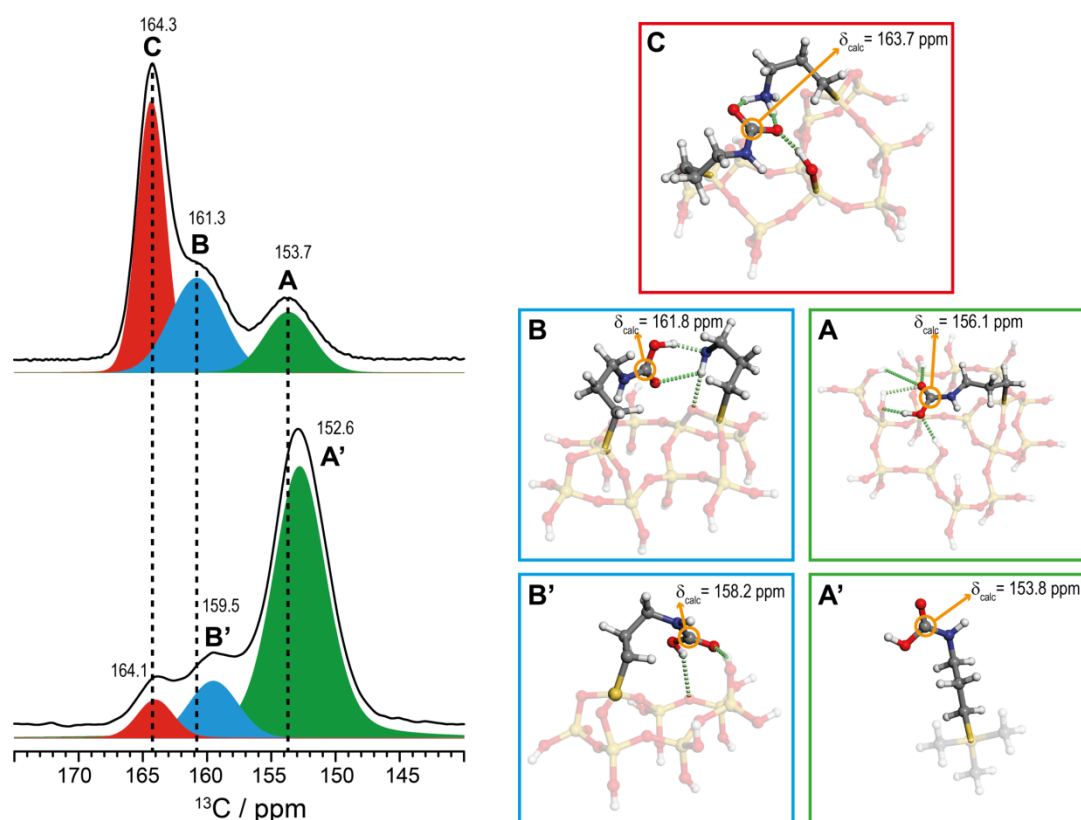 164.3
C
161.3
B
153.7
A
152.6
A’
159.5
B’
164.1
170
165
160
155
150
145
¹³C / ppm
C
δcalc= 163.7 ppm
B
δcalc= 161.8 ppm
A
δcalc= 156.1 ppm
B’
δcalc= 158.2 ppm
A’
δcalc= 153.8 ppm